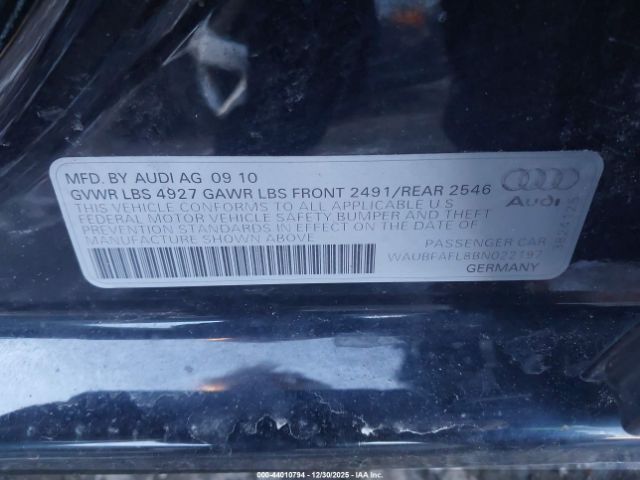 MFD. BY AUDI AG 09 10
GVWR LBS 4927 GAWR LBS FRONT 2491/REAR 2546
THIS VEHICLE CONFORMS TO ALL APPLICABLE U.S
FEDERAL MOTOR VEHICLE SAFETY BUMPER AND THEFT
PREVENTION STANDARDS IN EFFECT ON THE DATE OF
MANUFACTURE SHOWN ABOVE
Audi
PASSENGER CAR
WAUBFAFL8BN022197
GERMANY
000-44010794 - 12/30/2025 - IAA Inc.